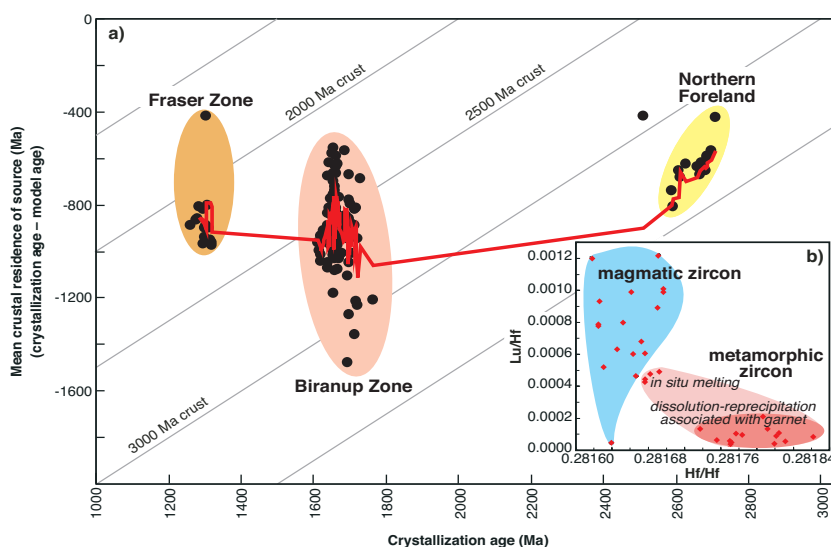 a)
0
-400
-800
-1200
-1600
Mean crustal residence of source (Ma)
(crystallization age – model age)
Fraser Zone
2000 Ma crust
2500 Ma crust
Northern
Foreland
Biranup Zone
3000 Ma crust
b)
0.0012
0.0010
0.0008
0.0006
0.0004
0.0002
0.0000
Lu/Hf
magmatic zircon
metamorphic
zircon
in situ melting
dissolution-reprecipitation
associated with garnet
0.28160
0.28168
0.28176
0.28184
Hf/Hf
1000
1200
1400
1600
1800
2000
2200
2400
2600
2800
3000
Crystallization age (Ma)